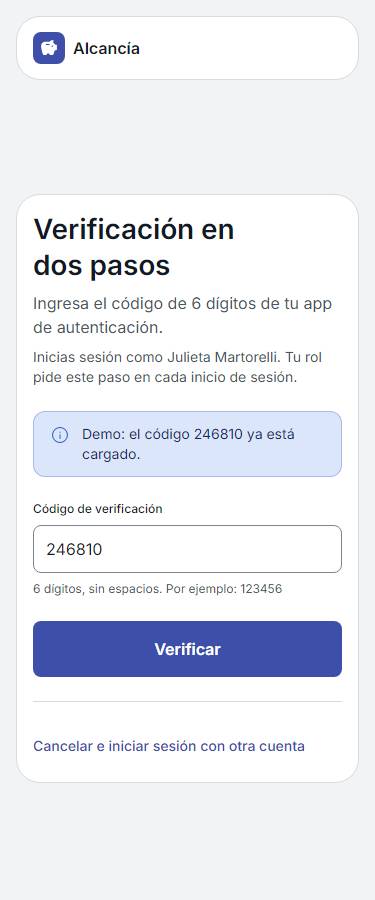 Alcancía
Verificación en
dos pasos
Ingresa el código de 6 dígitos de tu app
de autenticación.
Inicias sesión como Julieta Martorelli. Tu rol
pide este paso en cada inicio de sesión.
Demo: el código 246810 ya está
cargado.
Código de verificación
246810
6 dígitos, sin espacios. Por ejemplo: 123456
Verificar
Cancelar e iniciar sesión con otra cuenta